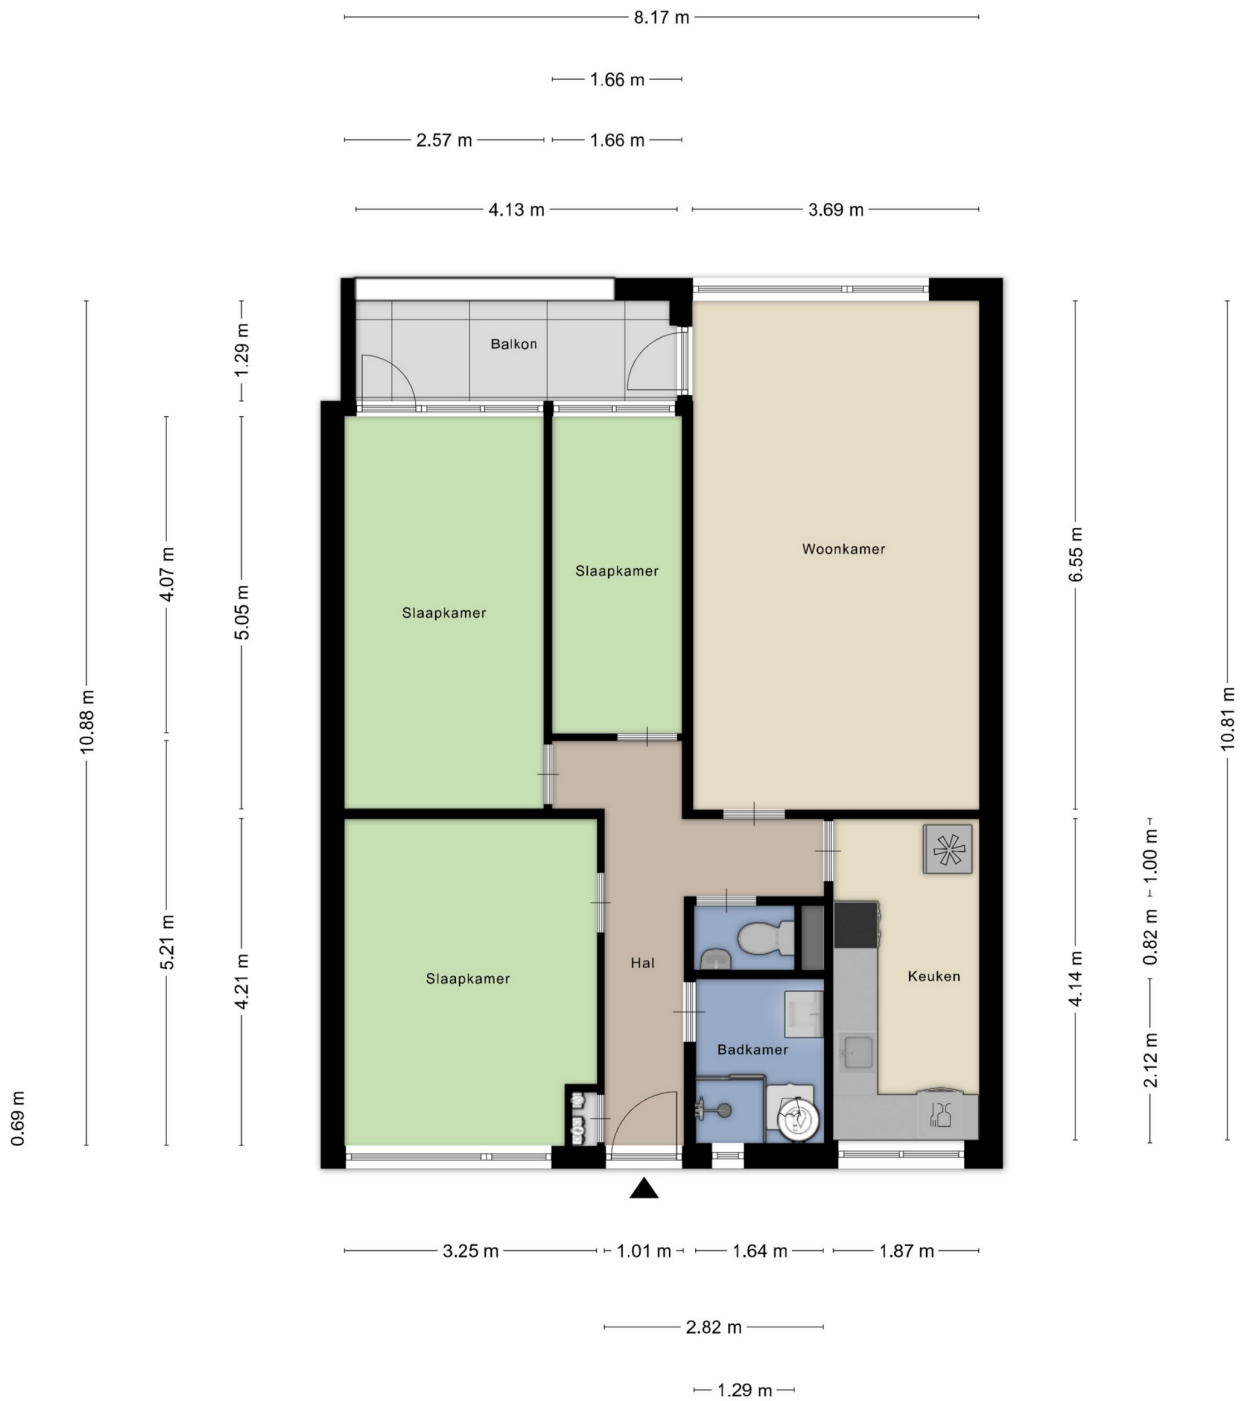 8.17 m
1.66 m
2.57 m
1.66 m
4.13 m
3.69 m
Balkon
1.29 m
Woonkamer
6.55 m
4.07 m
Slaapkamer
5.05 m
Slaapkamer
10.88 m
10.81 m
1.00 m
0.82 m
5.21 m
Hal
Slaapkamer
Keuken
4.21 m
4.14 m
Badkamer
2.12 m
0.69 m
3.25 m
1.01 m
1.64 m
1.87 m
2.82 m
1.29 m